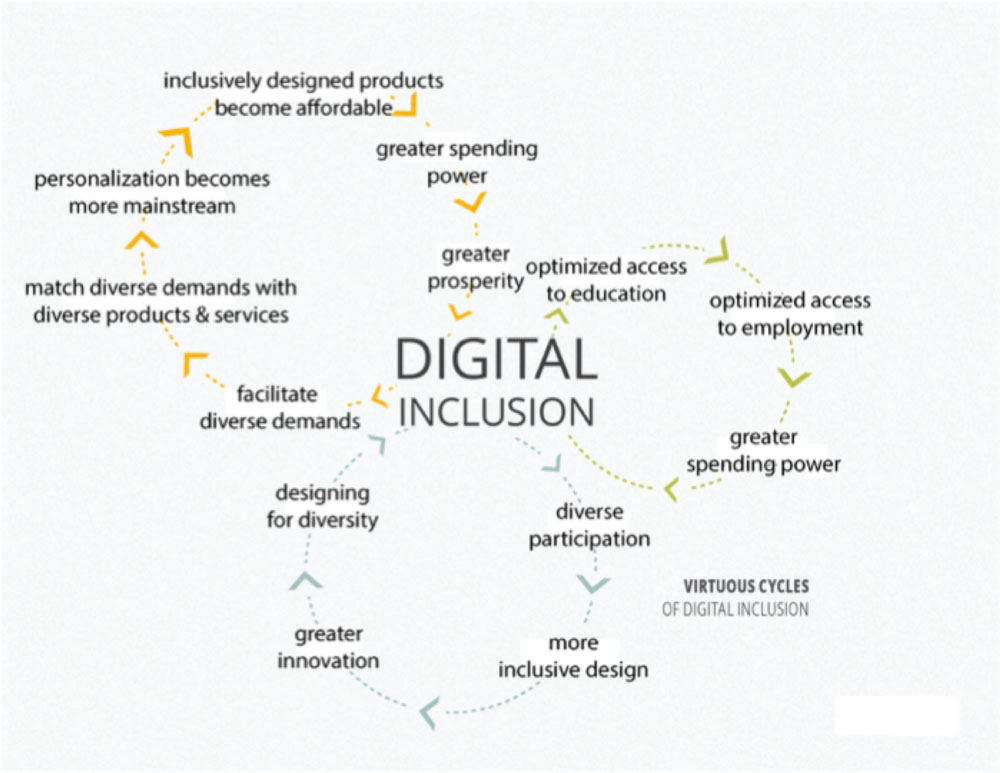 inclusively designed products
become affordable
greater spending
power
greater
prosperity
personalization becomes
more mainstream
match diverse demands with
diverse products & services
facilitate
diverse demands
optimized access
to education
optimized access
to employment
greater
spending power
DIGITAL
INCLUSION
diverse
participation
more
inclusive design
greater
innovation
designing
for diversity
VIRTUOUS CYCLES
OF DIGITAL INCLUSION